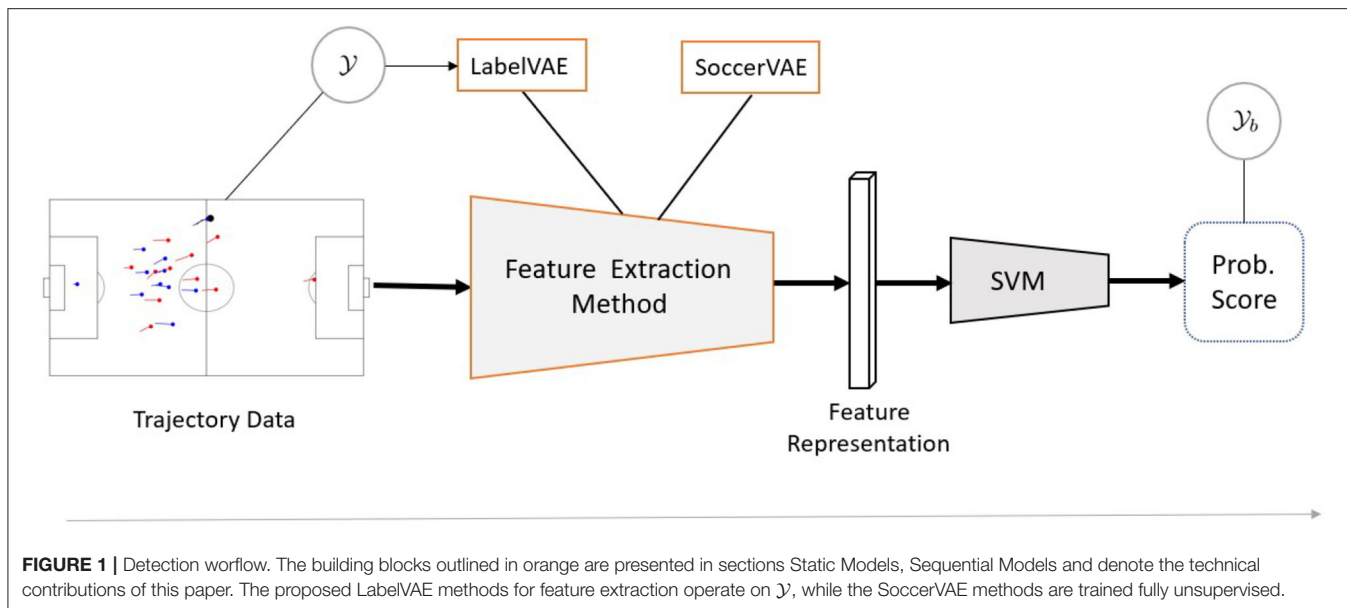 𝒴
LabelVAE
SoccerVAE
𝒴b
Feature Extraction
Method
SVM
Prob.
Score
Trajectory Data
Feature
Representation
FIGURE 1 | Detection worflow. The building blocks outlined in orange are presented in sections Static Models, Sequential Models and denote the technical
contributions of this paper. The proposed LabelVAE methods for feature extraction operate on 𝒴, while the SoccerVAE methods are trained fully unsupervised.